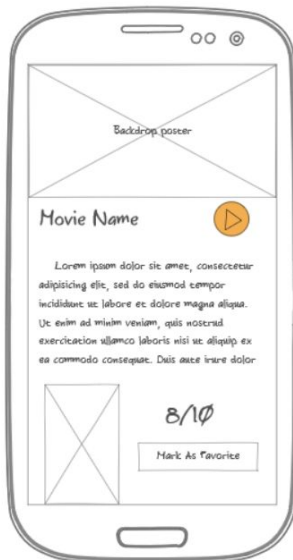 Backdrop poster
Movie Name
Lorem ipsum dolor sit amet, consectetur
adipisicing elit, sed do eiusmod tempor
incididunt ut labore et dolore magna aliqua.
Ut enim ad minim veniam, quis nostrud
exercitation ullamco laboris nisi ut aliquip ex
ea commodo consequat. Duis aute irure dolor
8/10
Mark As Favorite